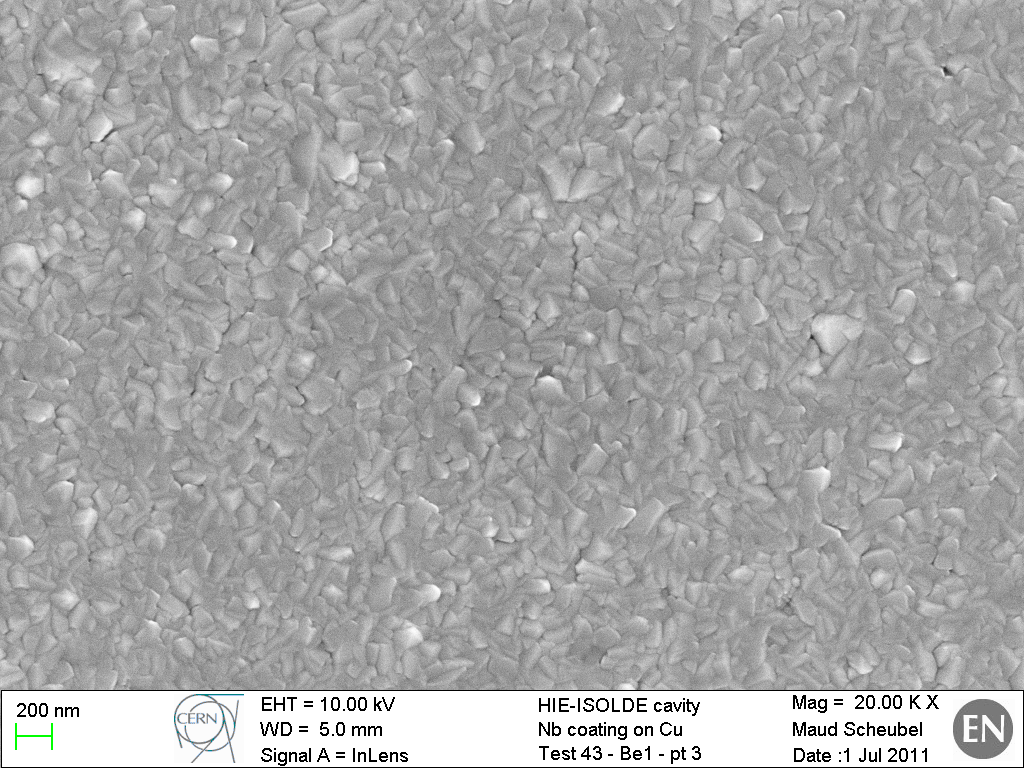 200 nm
CERN
EHT = 10.00 kV
WD = 5.0 mm
Signal A = InLens
HIE-ISOLDE cavity
Nb coating on Cu
Test 43 - Be1 - pt 3
Mag = 20.00 K X
Maud Scheubel
Date :1 Jul 2011
EN